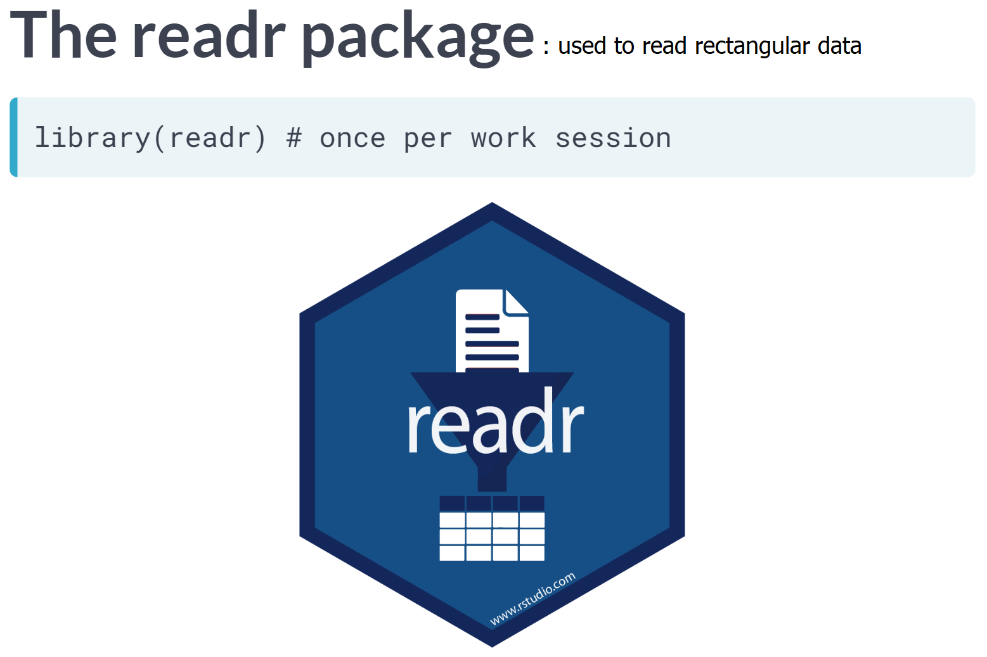 The readr package : used to read rectangular data
library(readr) # once per work session
readr
www.rstudio.com